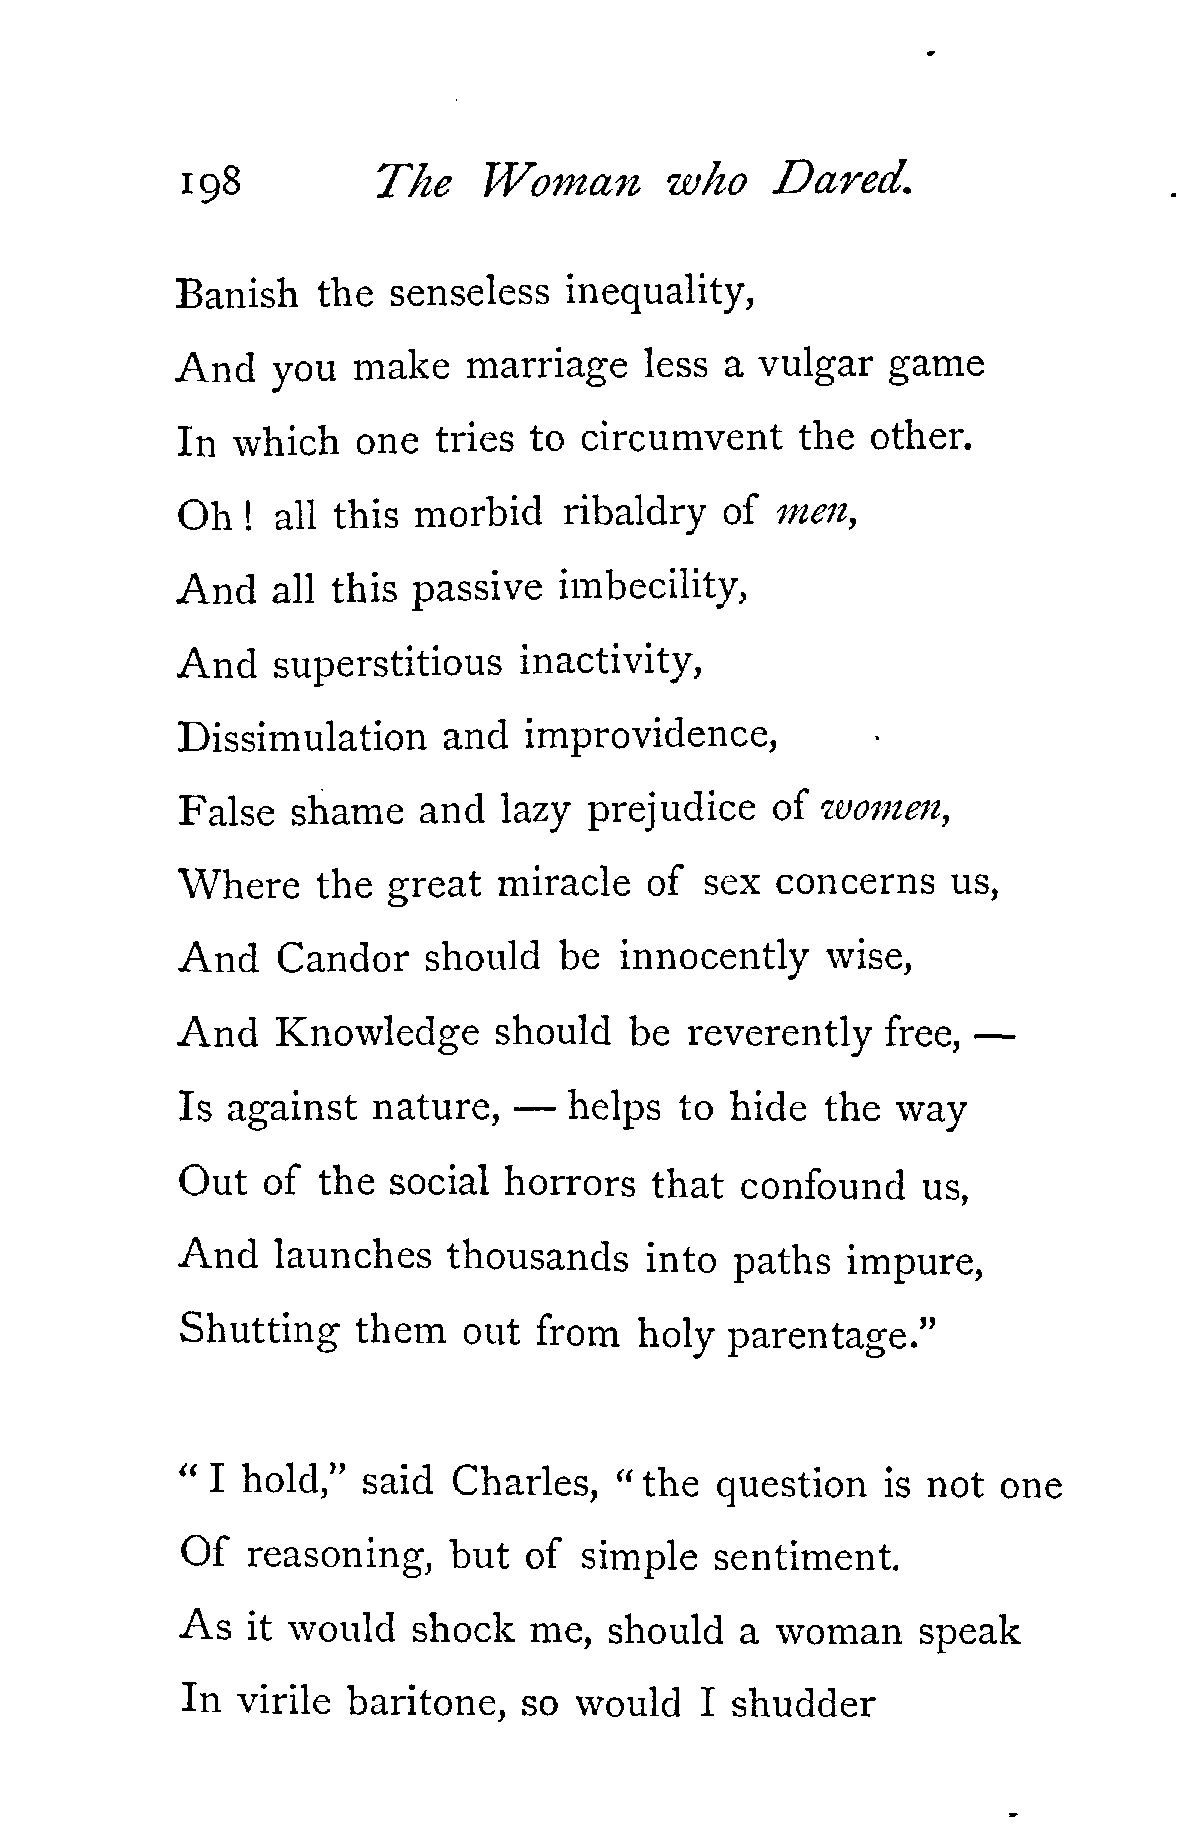 198 The Woman who Dared.
Banish the senseless inequality,
And you make marriage less a vulgar game
In which one tries to circumvent the other.
Oh ! all this morbid ribaldry of men,
And all this passive imbecility,
And superstitious inactivity,
Dissimulation and improvidence,
False shame and lazy prejudice of women,
Where the great miracle of sex concerns us,
And Candor should be innocently wise,
And Knowledge should be reverently free, —
Is against nature, — helps to hide the way
Out of the social horrors that confound us,
And launches thousands into paths impure,
Shutting them out from holy parentage.”
“ I hold,” said Charles, “ the question is not one
Of reasoning, but of simple sentiment.
As it would shock me, should a woman speak
In virile baritone, so would I shudder